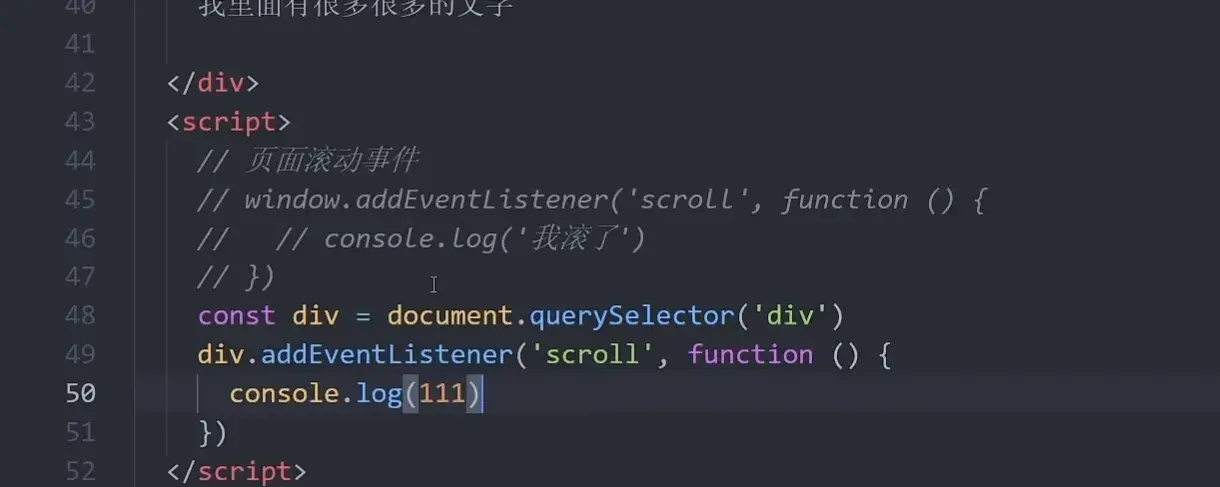 40 我里面有很多很多的文字
41
42 </div>
43 <script>
44 // 页面滚动事件
45 // window.addEventListener('scroll', function () {
46 //   // console.log('我滚了')
47 // })
48 const div = document.querySelector('div')
49 div.addEventListener('scroll', function () {
50 console.log(111)
51 })
52 </script>